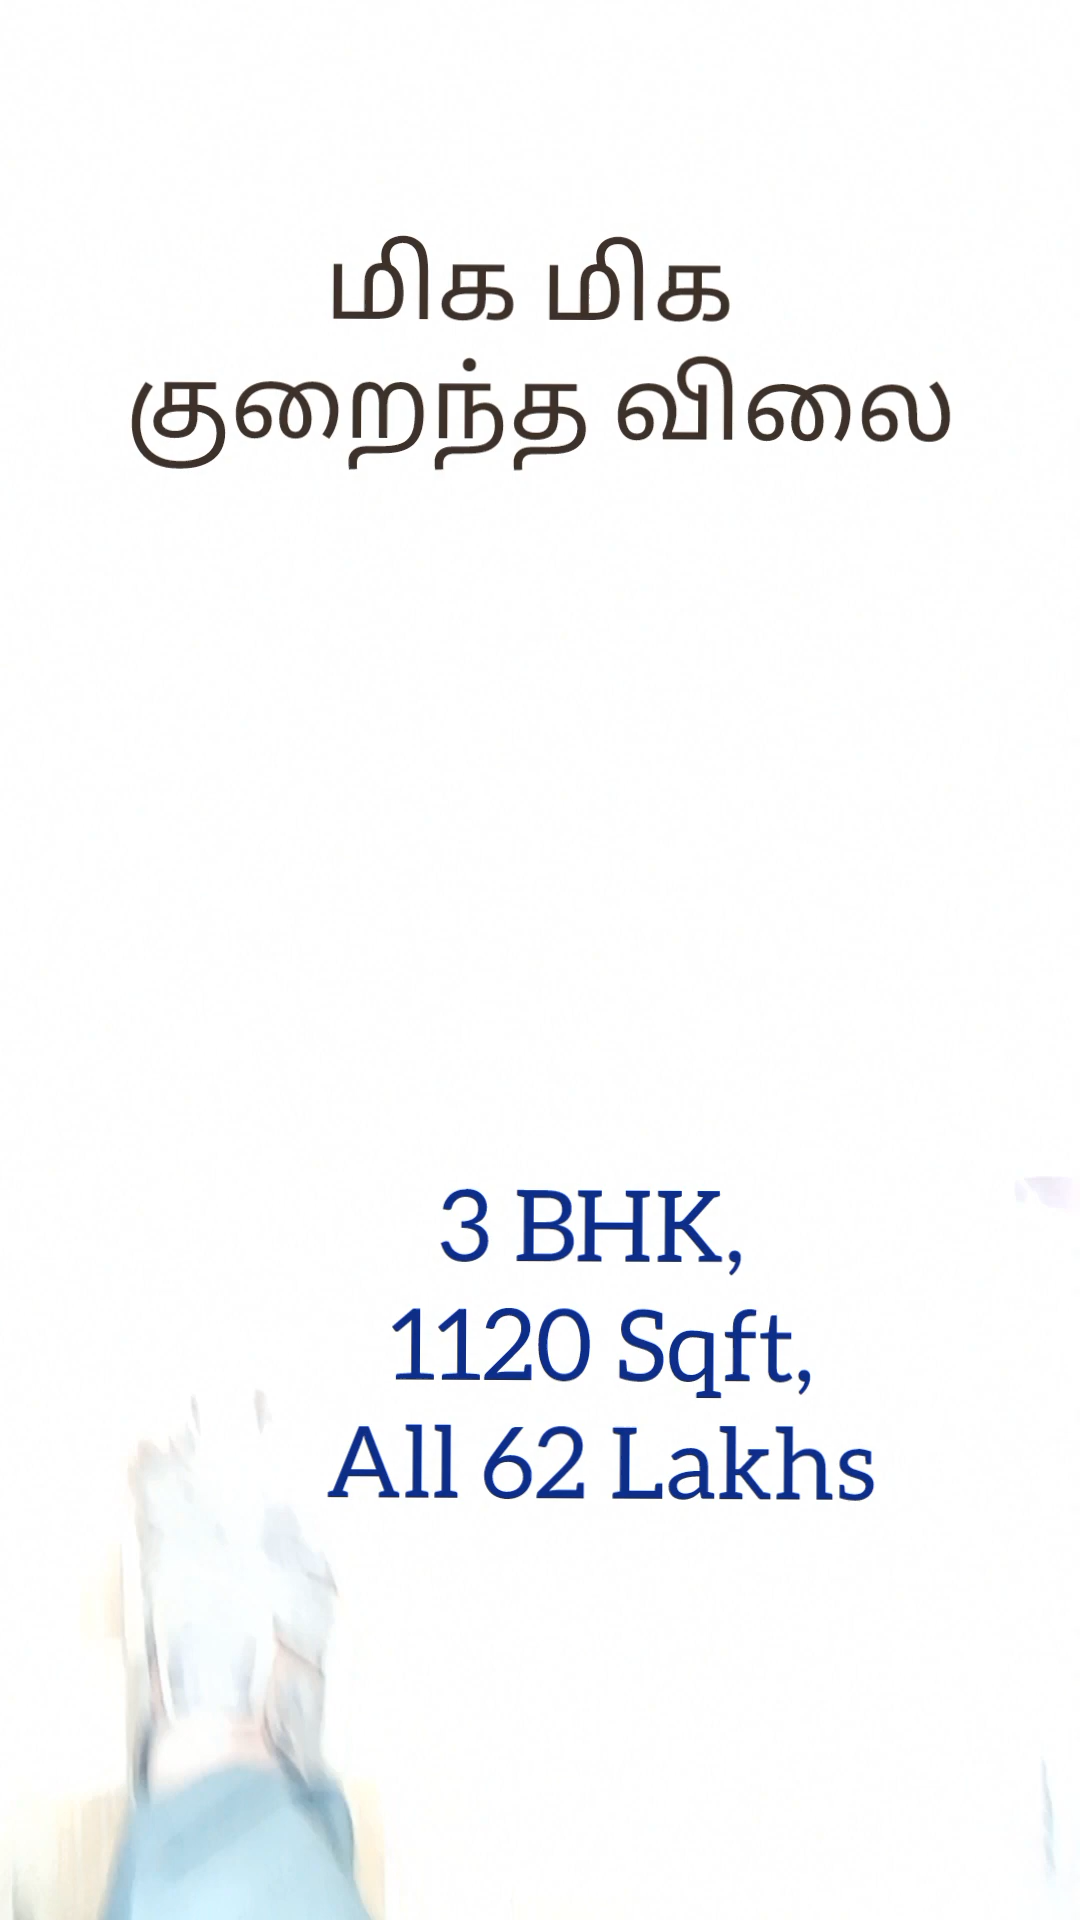 மிக மிக
குறைந்த விலை
3 BHK,
1120 Sqft,
All 62 Lakhs